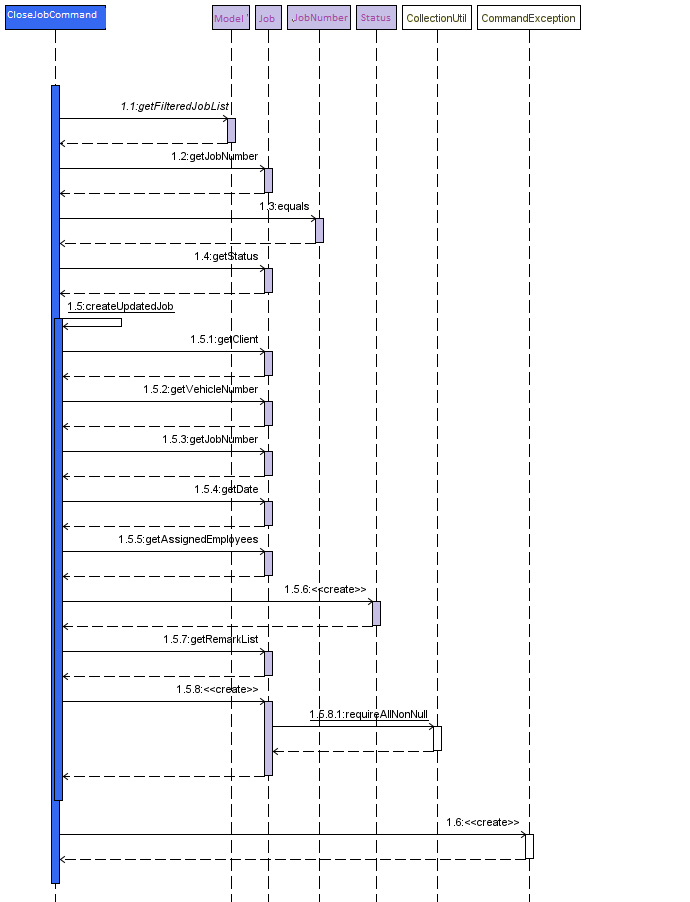 CloseJobCommand
Model
Job
JobNumber
Status
CollectionUtil
CommandException
1.1:getFilteredJobList
1.2:getJobNumber
1.3:equals
1.4:getStatus
1.5:createUpdatedJob
1.5.1:getClient
1.5.2:getVehicleNumber
1.5.3:getJobNumber
1.5.4:getDate
1.5.5:getAssignedEmployees
1.5.6:<<create>>
1.5.7:getRemarkList
1.5.8:<<create>>
1.5.8.1:requireAllNonNull
1.6:<<create>>